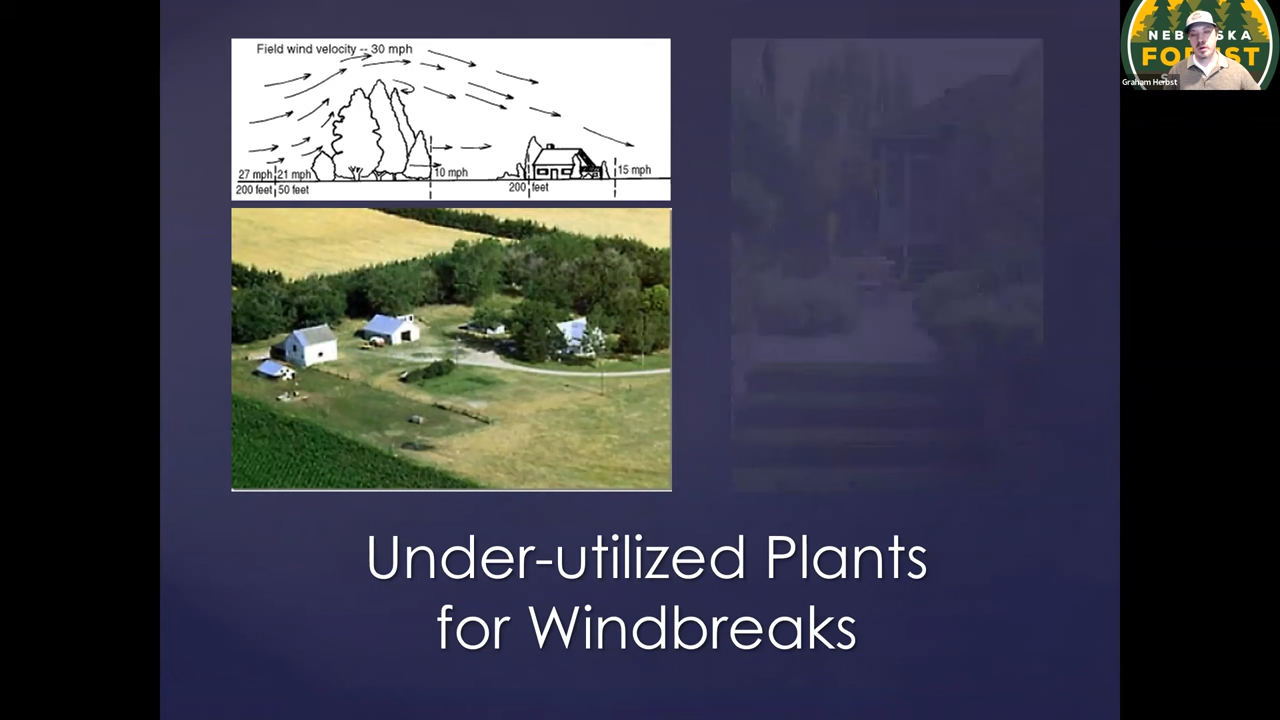 Field wind velocity -- 30 mph
27 mph 21 mph 10 mph 15 mph
200 feet 50 feet 200 feet
NEBRASKA
FOREST
Graham Herbst
Under-utilized Plants
for Windbreaks